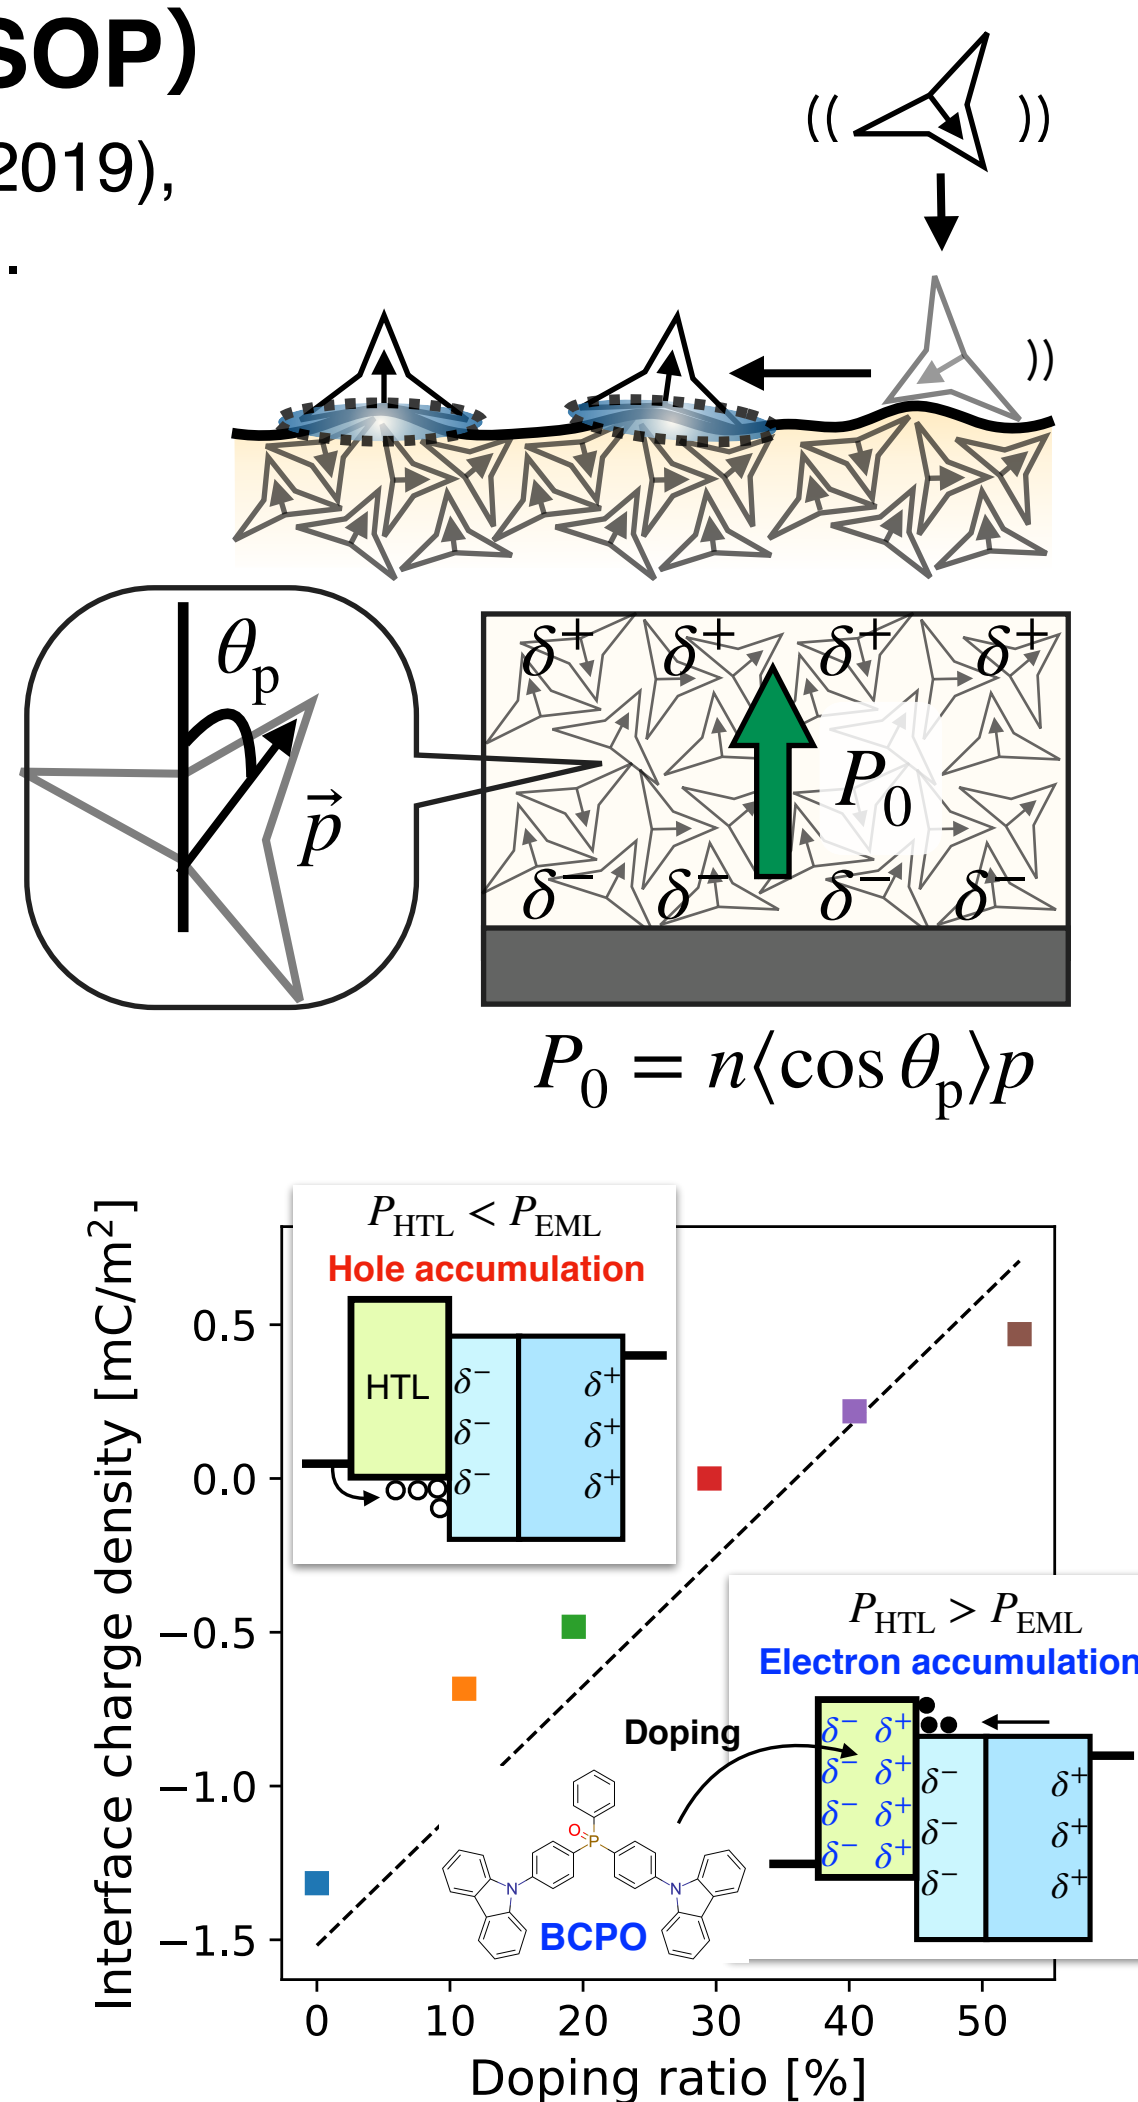 SOP)
2019),
.
(( ))
))
θp
p⃗
δ+ δ+ δ+ δ+
P0
δ− δ− δ− δ−
P0 = n⟨cos θp⟩p
Interface charge density [mC/m2]
0.5
0.0
−0.5
−1.0
−1.5
PHTL < PEML
Hole accumulation
HTL
δ− δ+
δ− δ+
δ− δ+
PHTL > PEML
Electron accumulation
Doping
δ− δ+
δ− δ+
δ− δ+
δ− δ+
δ− δ+
δ− δ+
δ− δ+
O
P
N N
BCPO
0 10 20 30 40 50
Doping ratio [%]